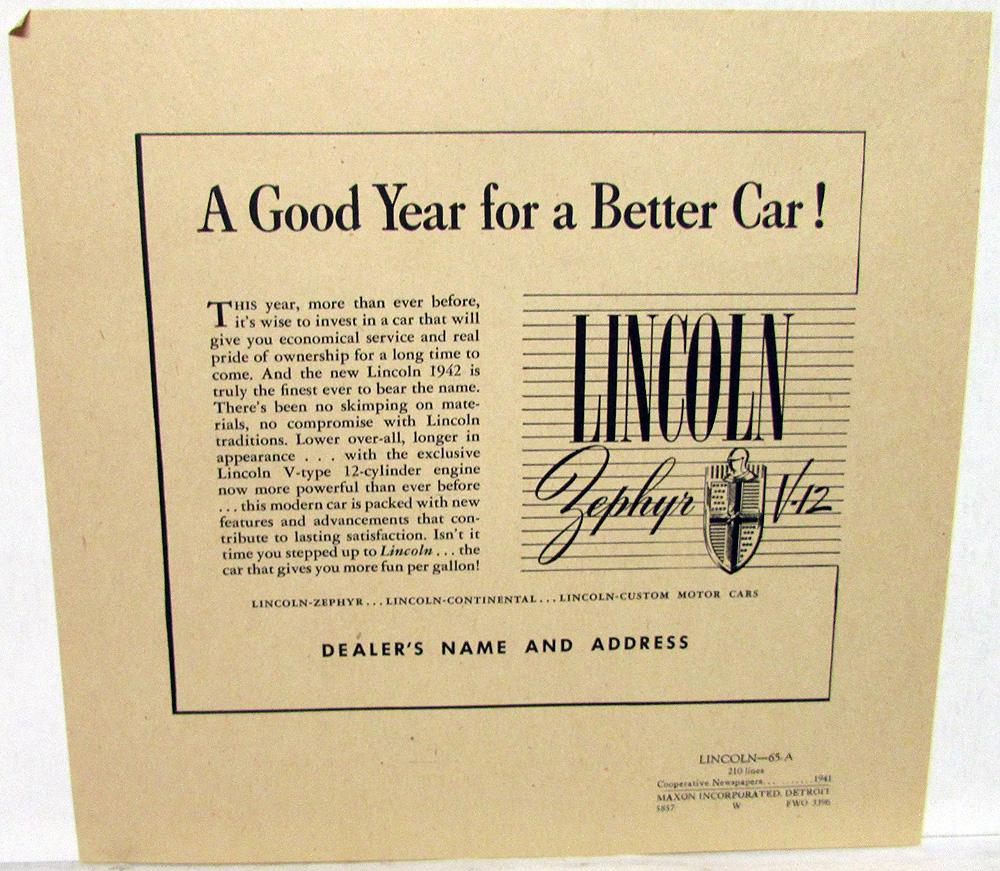 A Good Year for a Better Car!
THIS year, more than ever before,
it's wise to invest in a car that will
give you economical service and real
pride of ownership for a long time to
come. And the new Lincoln 1942 is
truly the finest ever to bear the name.
There's been no skimping on mate-
rials, no compromise with Lincoln
traditions. Lower over-all, longer in
appearance . . . with the exclusive
Lincoln V-type 12-cylinder engine
now more powerful than ever before
. . . this modern car is packed with new
features and advancements that con-
tribute to lasting satisfaction. Isn't it
time you stepped up to Lincoln . . . the
car that gives you more fun per gallon!
LINCOLN
Zephyr V-12
LINCOLN-ZEPHYR . . . LINCOLN-CONTINENTAL . . . LINCOLN-CUSTOM MOTOR CARS
DEALER'S NAME AND ADDRESS
LINCOLN—65-A
210 lines
Cooperative Newspapers..........1941
MAXON INCORPORATED, DETROIT
5857 W FWO 3396